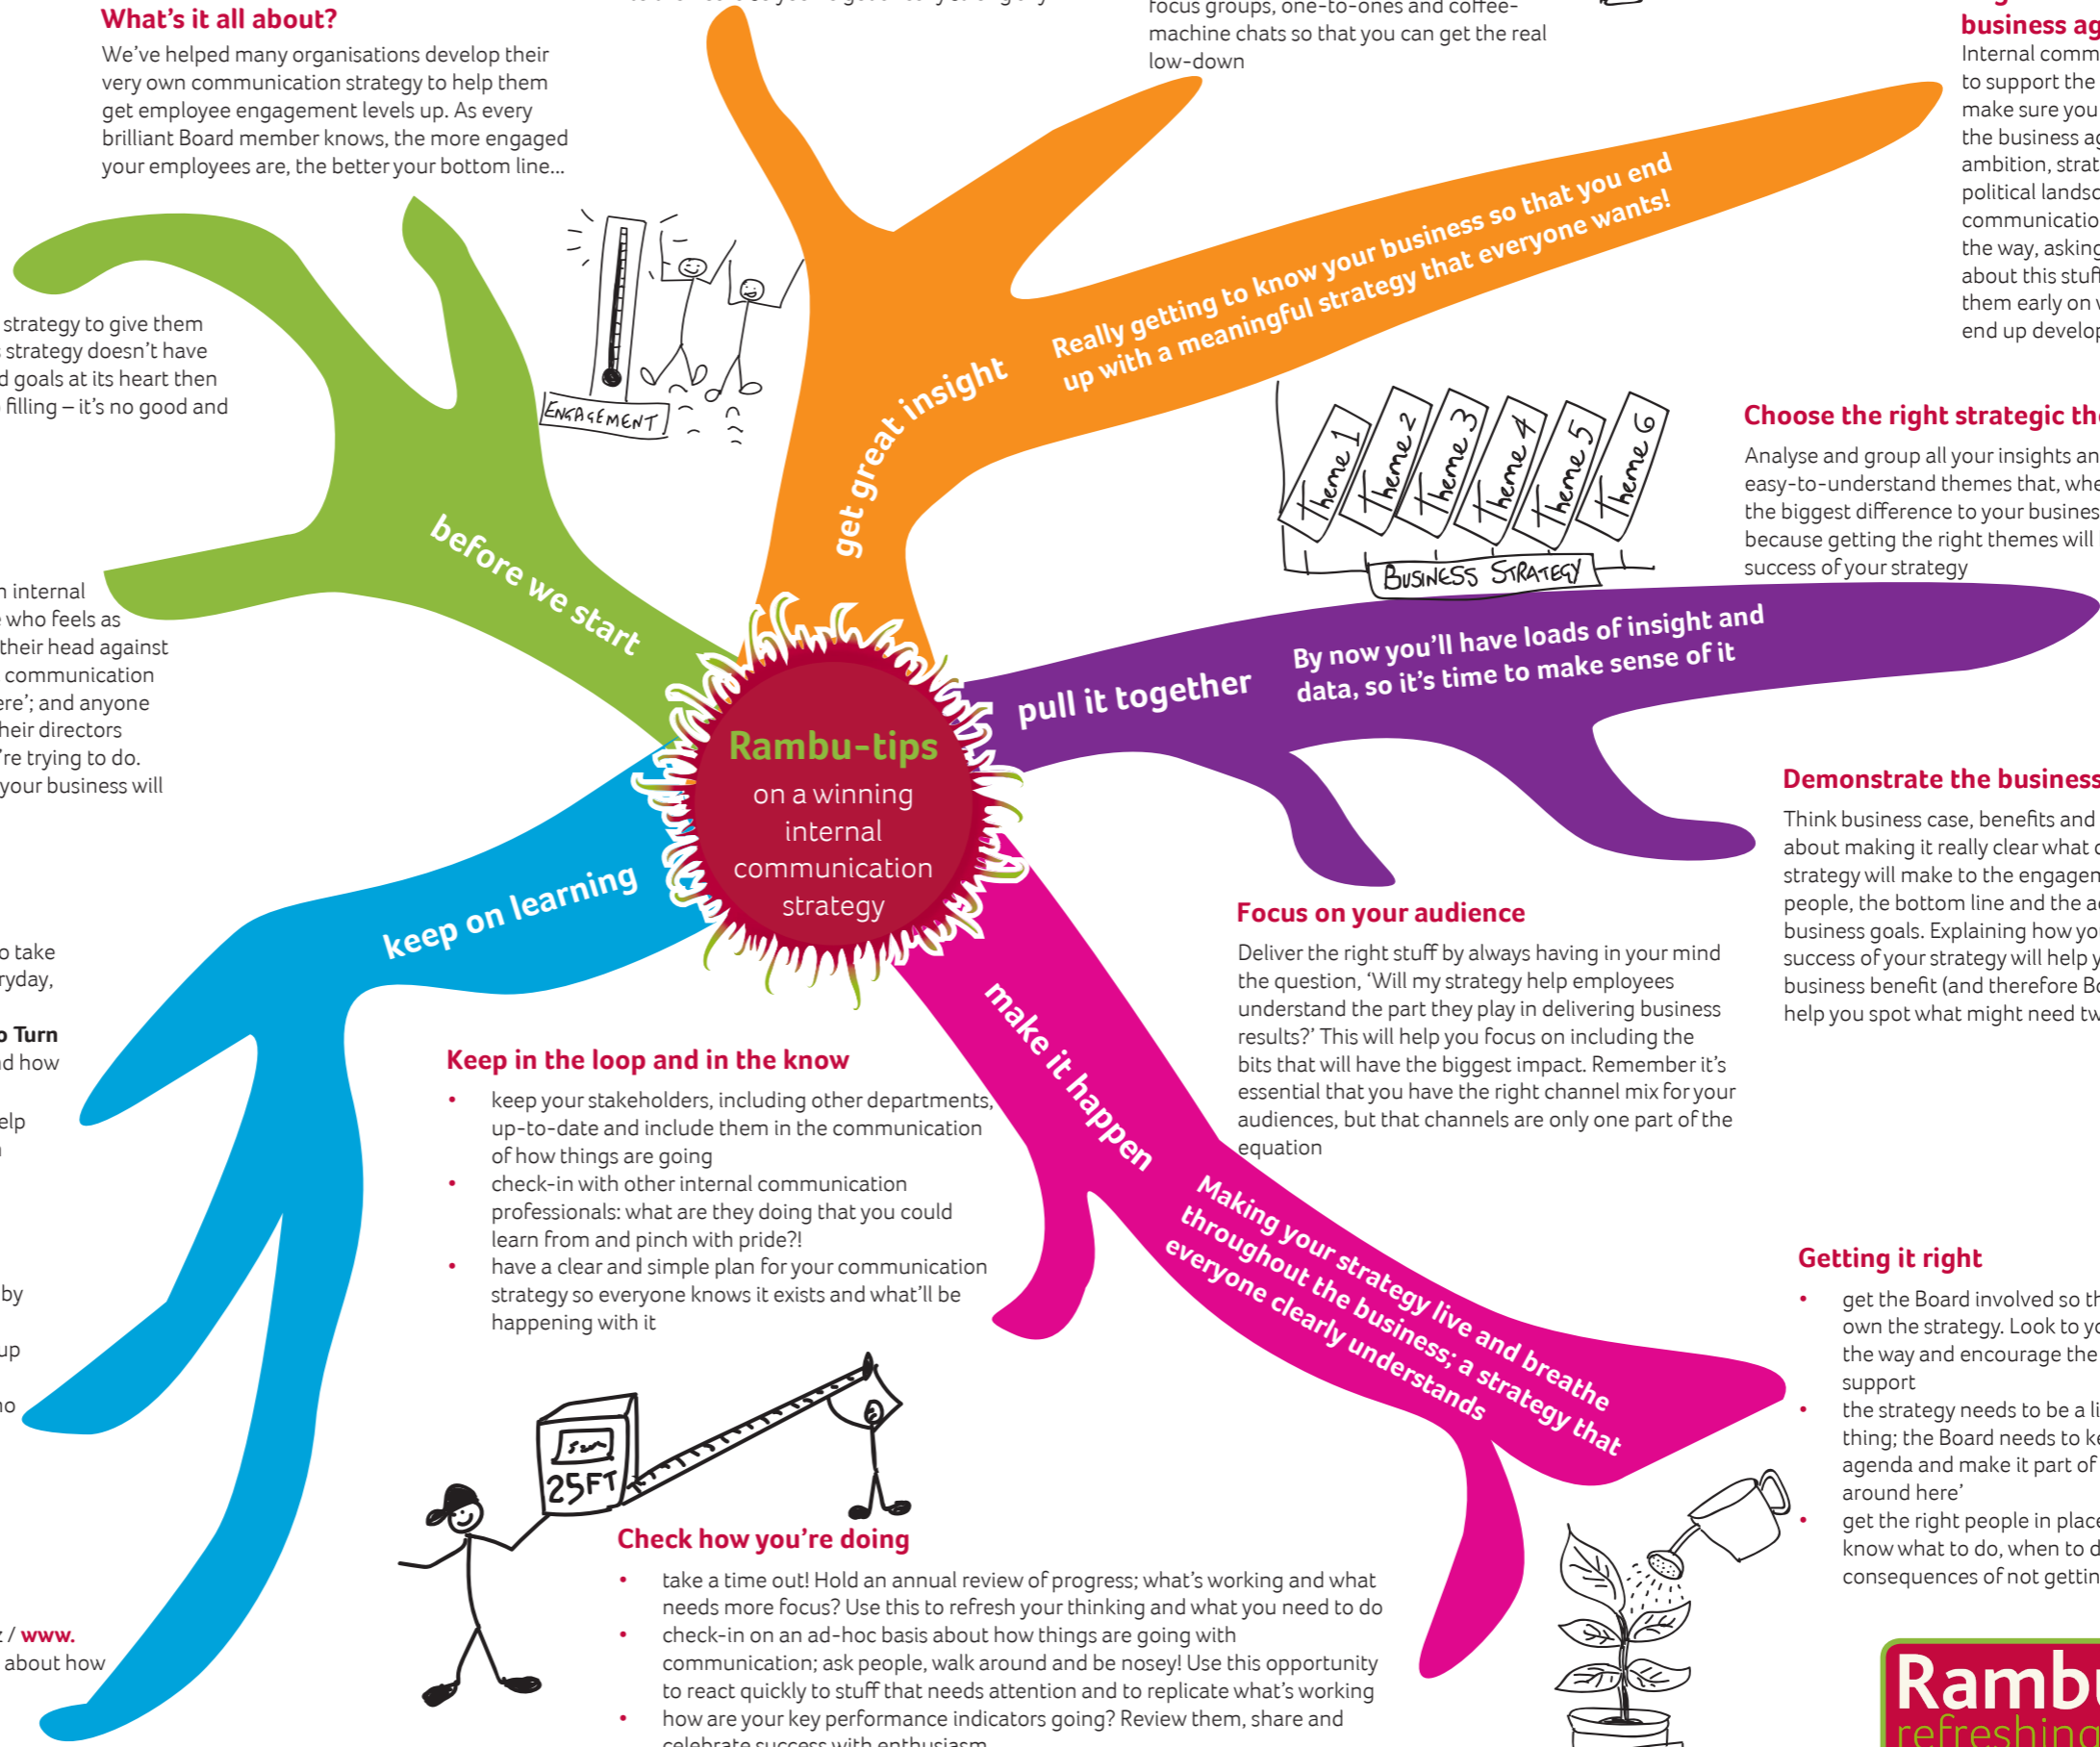 What's it all about?
We've helped many organisations develop their
very own communication strategy to help them
get employee engagement levels up. As every
brilliant Board member knows, the more engaged
your employees are, the better your bottom line...
focus groups, one-to-ones and coffee-
machine chats so that you can get the real
low-down
business ag
Internal comm
to support the
make sure you
the business ag
ambition, strat
political landsc
communicatio
the way, asking
about this stuf
them early on
end up develop
strategy to give them
strategy doesn't have
d goals at its heart then
filling – it's no good and
ENGAGEMENT
get great insight
Really getting to know your business so that you end
up with a meaningful strategy that everyone wants!
Theme 1
Theme 2
Theme 3
Theme 4
Theme 5
Theme 6
BUSINESS STRATEGY
Choose the right strategic the
Analyse and group all your insights an
easy-to-understand themes that, whe
the biggest difference to your busines
because getting the right themes will
success of your strategy
before we start
n internal
who feels as
their head against
communication
ere'; and anyone
heir directors
're trying to do.
your business will
pull it together
By now you'll have loads of insight and
data, so it's time to make sense of it
Rambu-tips
on a winning
internal
communication
strategy
Demonstrate the business
Think business case, benefits and
about making it really clear what
strategy will make to the engagem
people, the bottom line and the a
business goals. Explaining how yo
success of your strategy will help y
business benefit (and therefore Bo
help you spot what might need tw
keep on learning
Focus on your audience
Deliver the right stuff by always having in your mind
the question, 'Will my strategy help employees
understand the part they play in delivering business
results?' This will help you focus on including the
bits that will have the biggest impact. Remember it's
essential that you have the right channel mix for your
audiences, but that channels are only one part of the
equation
o take
ryday,
o Turn
d how
elp
by
up
no
make it happen
Making your strategy live and breathe
throughout the business; a strategy that
everyone clearly understands
Keep in the loop and in the know
• keep your stakeholders, including other departments,
up-to-date and include them in the communication
of how things are going
• check-in with other internal communication
professionals: what are they doing that you could
learn from and pinch with pride?!
• have a clear and simple plan for your communication
strategy so everyone knows it exists and what'll be
happening with it
Getting it right
• get the Board involved so th
own the strategy. Look to yo
the way and encourage the
support
• the strategy needs to be a li
thing; the Board needs to ke
agenda and make it part of
around here'
• get the right people in place
know what to do, when to d
consequences of not gettin
25FT
Check how you're doing
• take a time out! Hold an annual review of progress; what's working and what
needs more focus? Use this to refresh your thinking and what you need to do
• check-in on an ad-hoc basis about how things are going with
communication; ask people, walk around and be nosey! Use this opportunity
to react quickly to stuff that needs attention and to replicate what's working
• how are your key performance indicators going? Review them, share and
celebrate success with enthusiasm
/ www.
about how
Rambu
refreshing